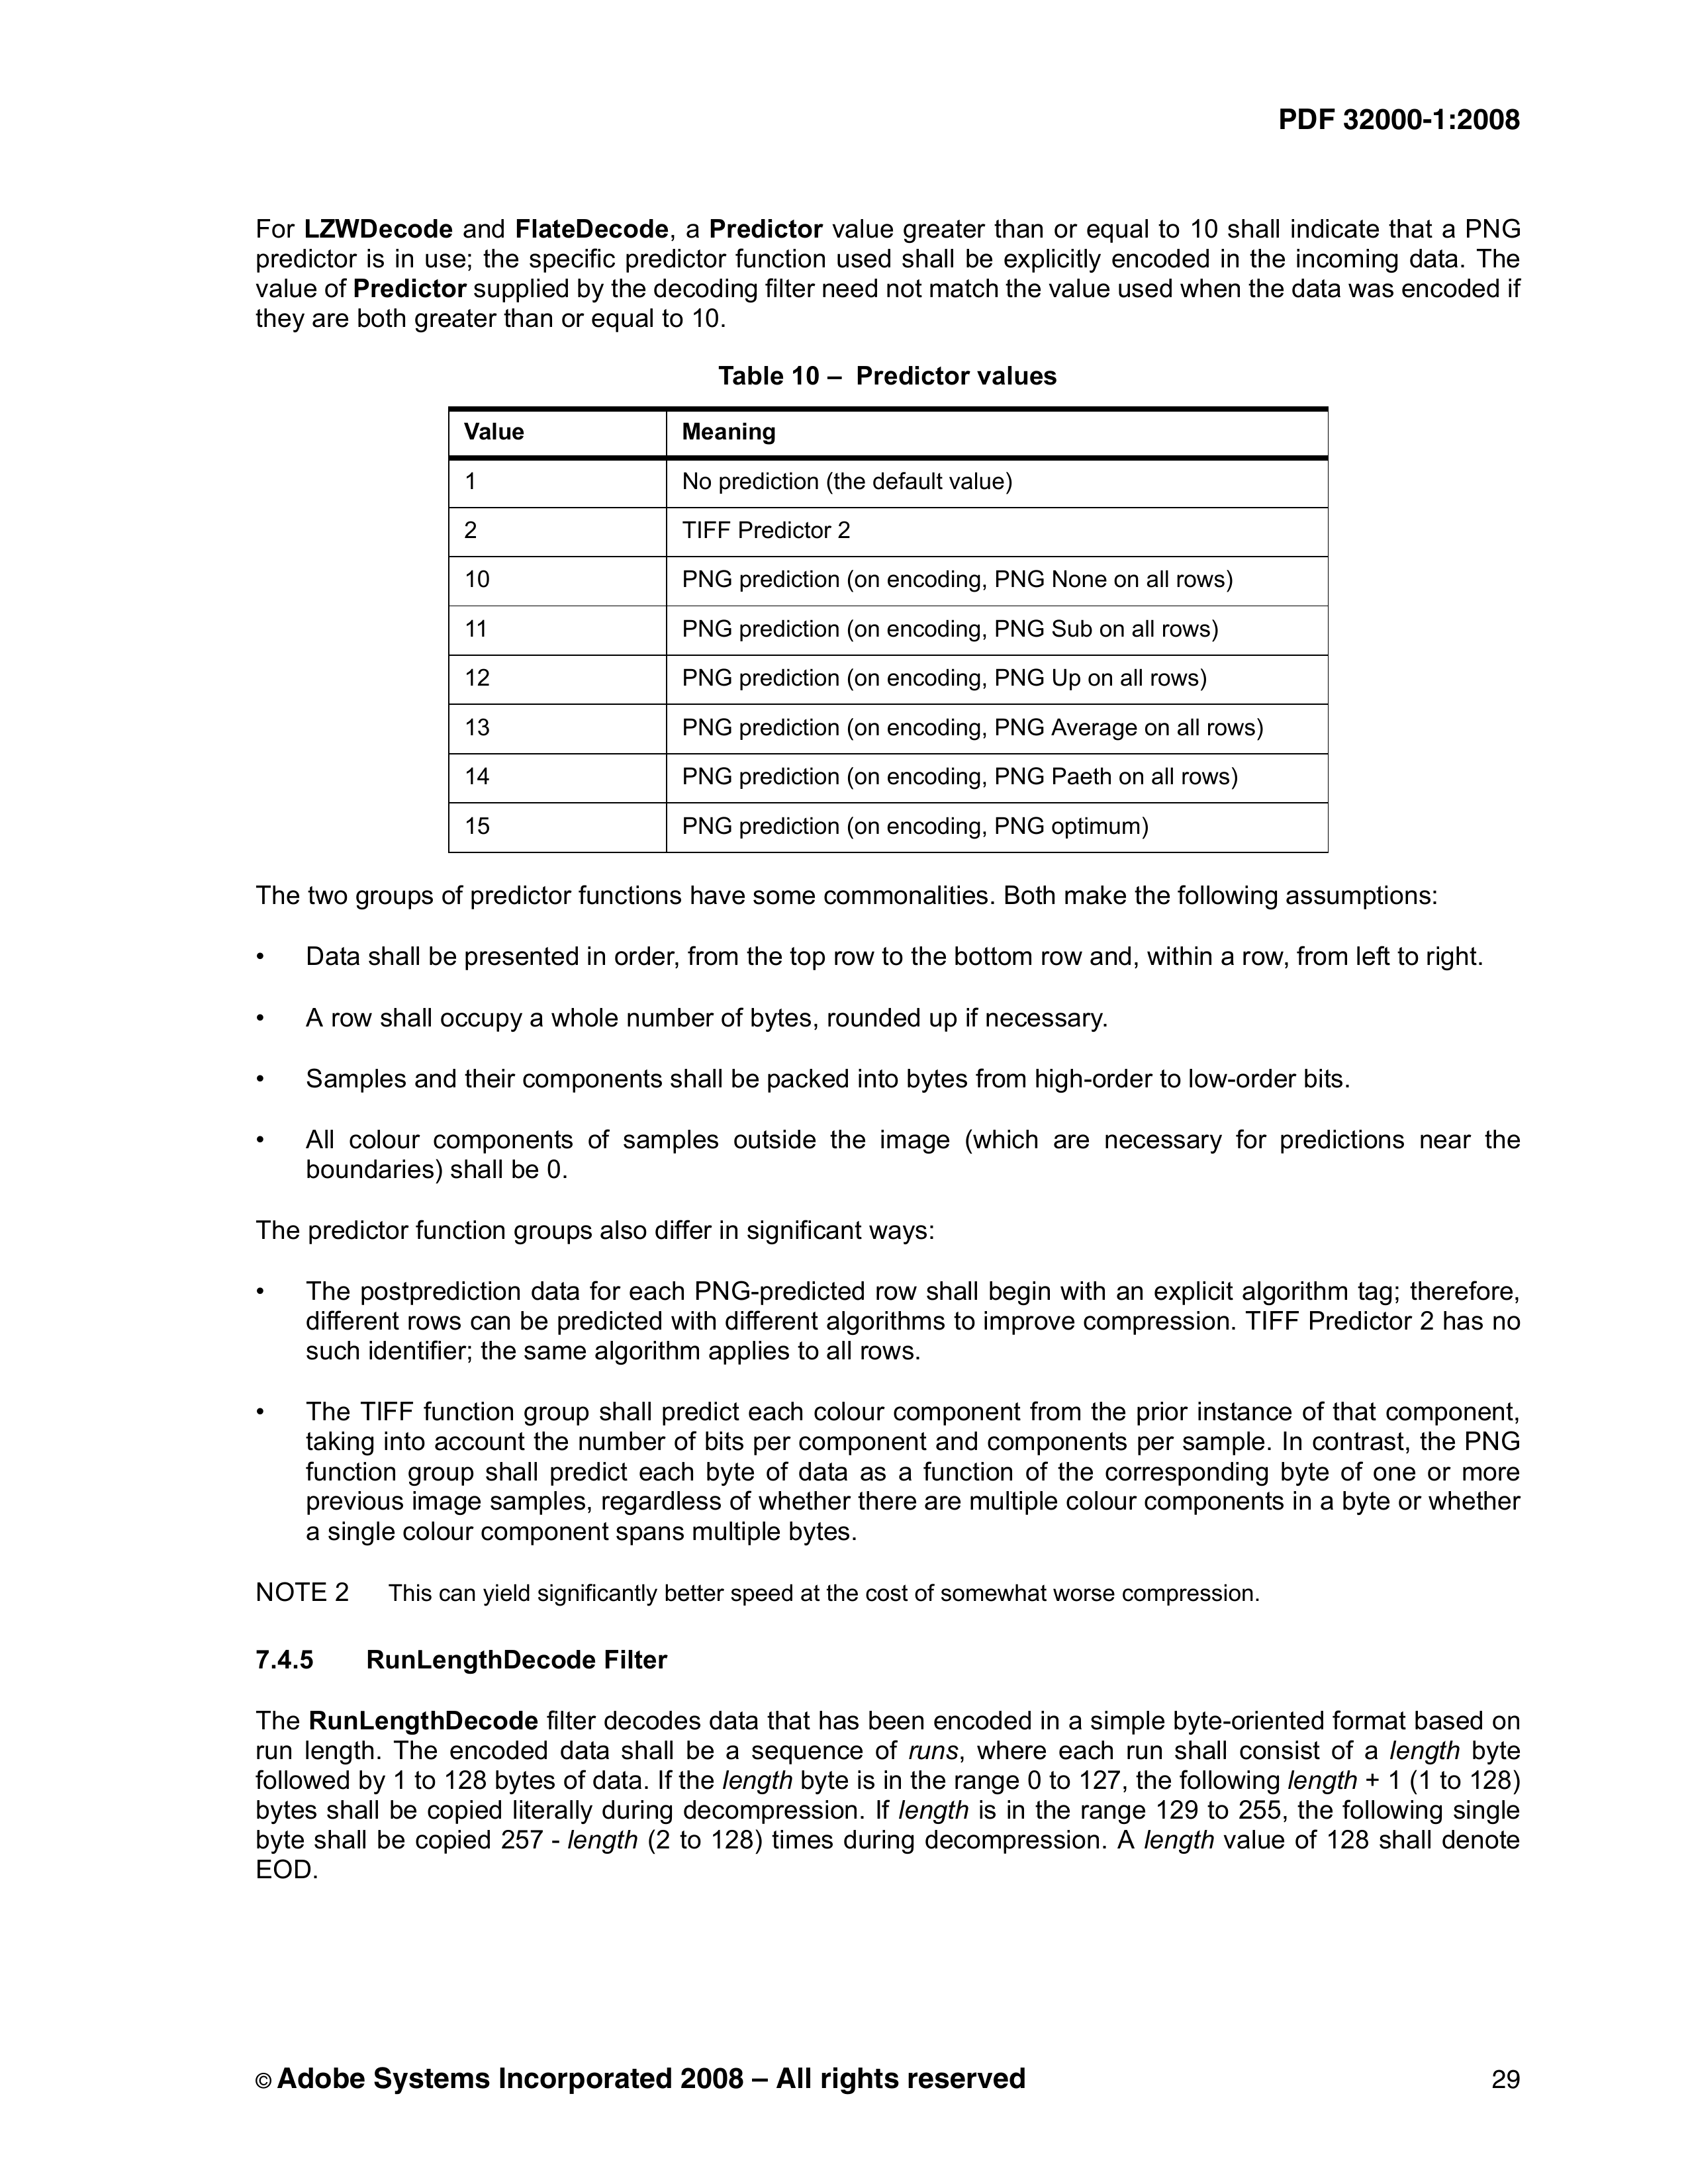 PDF 32000-1:2008
For LZWDecode and FlateDecode, a Predictor value greater than or equal to 10 shall indicate that a PNG
predictor is in use; the specific predictor function used shall be explicitly encoded in the incoming data. The
value of Predictor supplied by the decoding filter need not match the value used when the data was encoded if
they are both greater than or equal to 10.
Table 10 – Predictor values
Value Meaning
1 No prediction (the default value)
2 TIFF Predictor 2
10 PNG prediction (on encoding, PNG None on all rows)
11 PNG prediction (on encoding, PNG Sub on all rows)
12 PNG prediction (on encoding, PNG Up on all rows)
13 PNG prediction (on encoding, PNG Average on all rows)
14 PNG prediction (on encoding, PNG Paeth on all rows)
15 PNG prediction (on encoding, PNG optimum)
The two groups of predictor functions have some commonalities. Both make the following assumptions:
• Data shall be presented in order, from the top row to the bottom row and, within a row, from left to right.
• A row shall occupy a whole number of bytes, rounded up if necessary.
• Samples and their components shall be packed into bytes from high-order to low-order bits.
• All colour components of samples outside the image (which are necessary for predictions near the
boundaries) shall be 0.
The predictor function groups also differ in significant ways:
• The postprediction data for each PNG-predicted row shall begin with an explicit algorithm tag; therefore,
different rows can be predicted with different algorithms to improve compression. TIFF Predictor 2 has no
such identifier; the same algorithm applies to all rows.
• The TIFF function group shall predict each colour component from the prior instance of that component,
taking into account the number of bits per component and components per sample. In contrast, the PNG
function group shall predict each byte of data as a function of the corresponding byte of one or more
previous image samples, regardless of whether there are multiple colour components in a byte or whether
a single colour component spans multiple bytes.
NOTE 2 This can yield significantly better speed at the cost of somewhat worse compression.
7.4.5 RunLengthDecode Filter
The RunLengthDecode filter decodes data that has been encoded in a simple byte-oriented format based on
run length. The encoded data shall be a sequence of runs, where each run shall consist of a length byte
followed by 1 to 128 bytes of data. If the length byte is in the range 0 to 127, the following length + 1 (1 to 128)
bytes shall be copied literally during decompression. If length is in the range 129 to 255, the following single
byte shall be copied 257 - length (2 to 128) times during decompression. A length value of 128 shall denote
EOD.
© Adobe Systems Incorporated 2008 – All rights reserved 29